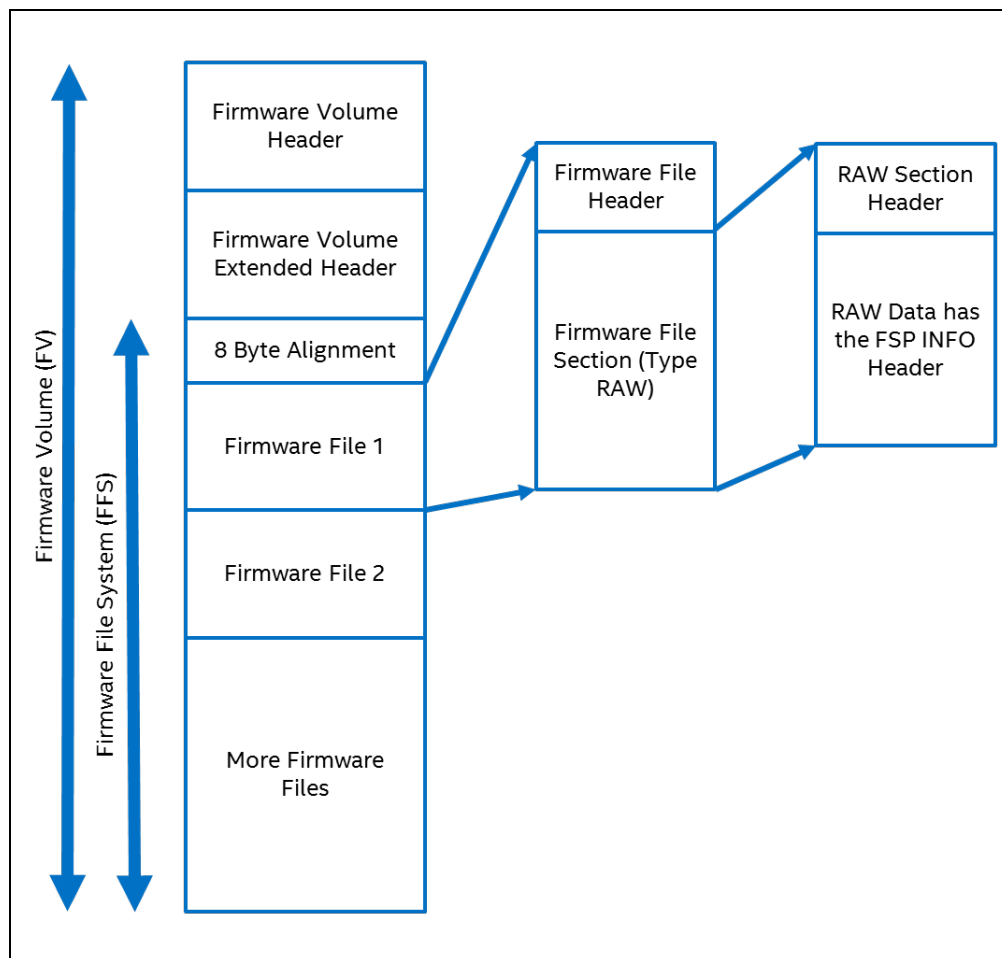 Firmware Volume (FV)
Firmware File System (FFS)
Firmware Volume
Header
Firmware Volume
Extended Header
8 Byte Alignment
Firmware File 1
Firmware File 2
More Firmware
Files
Firmware File
Header
Firmware File
Section (Type
RAW)
RAW Section
Header
RAW Data has
the FSP INFO
Header